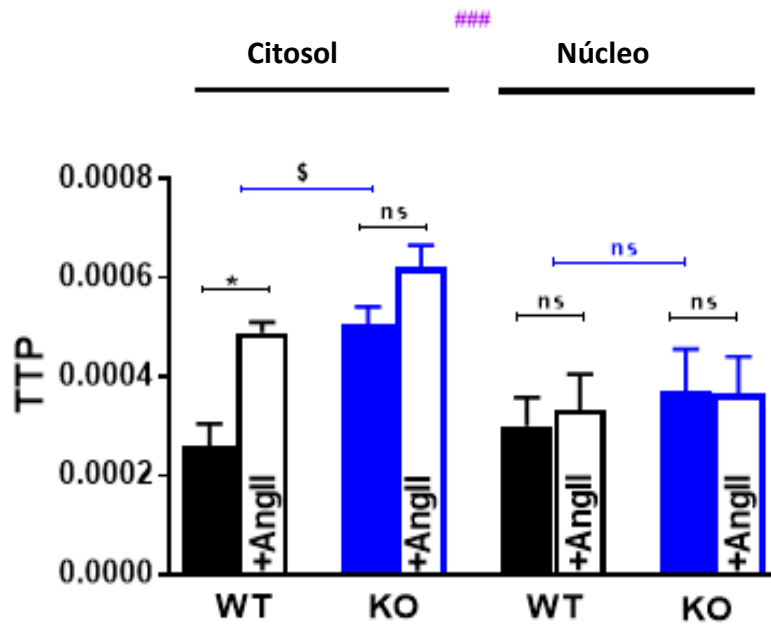 ###
Citosol Núcleo
0.0008
0.0006
0.0004
0.0002
0.0000
TTP
$
ns
*
ns
ns
ns
+AngII +AngII +AngII +AngII
WT KO WT KO